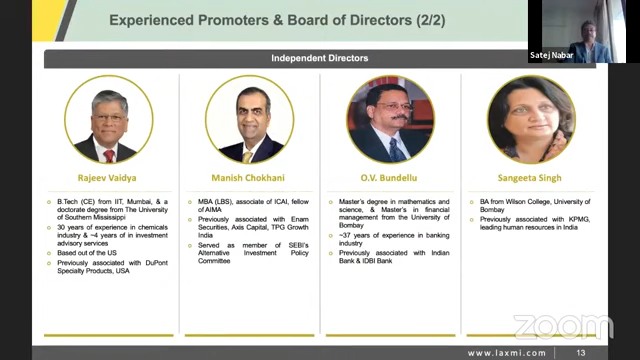 Experienced Promoters & Board of Directors (2/2)
Satej Nabar
Independent Directors
Rajeev Vaidya
B.Tech (CE) from IIT, Mumbai, & a
doctorate degree from The University
of Southern Mississippi
30 years of experience in chemicals
industry & ~4 years of in investment
advisory services
Based out of the US
Previously associated with DuPont
Specialty Products, USA
Manish Chokhani
MBA (LBS), associate of ICAI, fellow
of AIMA
Previously associated with Enam
Securities, Axis Capital, TPG Growth
India
Served as member of SEBI's
Alternative Investment Policy
Committee
O.V. Bundellu
Master's degree in mathematics and
science, & Master's in financial
management from the University of
Bombay
~37 years of experience in banking
industry
Previously associated with Indian
Bank & IDBI Bank
Sangeeta Singh
BA from Wilson College, University of
Bombay
Previously associated with KPMG,
leading human resources in India
zoom
www.laxmi.com
13